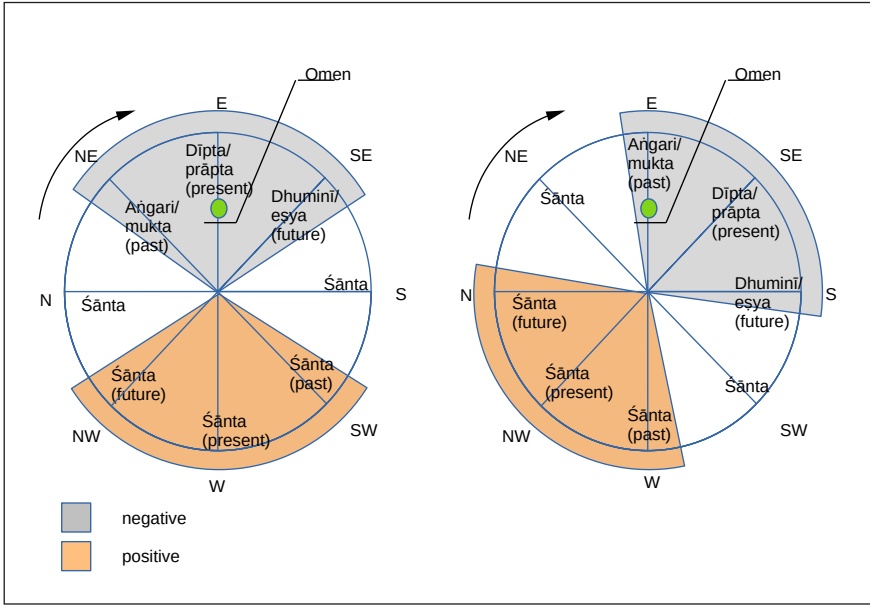 Omen
E
NE
SE
Dīpta/
prāpta
(present)
Aṅgari/
mukta
(past)
Dhuminī/
eṣya
(future)
N
Śānta
Śānta
S
Śānta
(future)
Śānta
(past)
Śānta
(present)
NW
SW
W
Omen
E
NE
SE
Aṅgari/
mukta
(past)
Śānta
Dīpta/
prāpta
(present)
Dhuminī/
eṣya
(future)
N
S
Śānta
(future)
Śānta
(present)
Śānta
Śānta
(past)
NW
SW
W
negative
positive